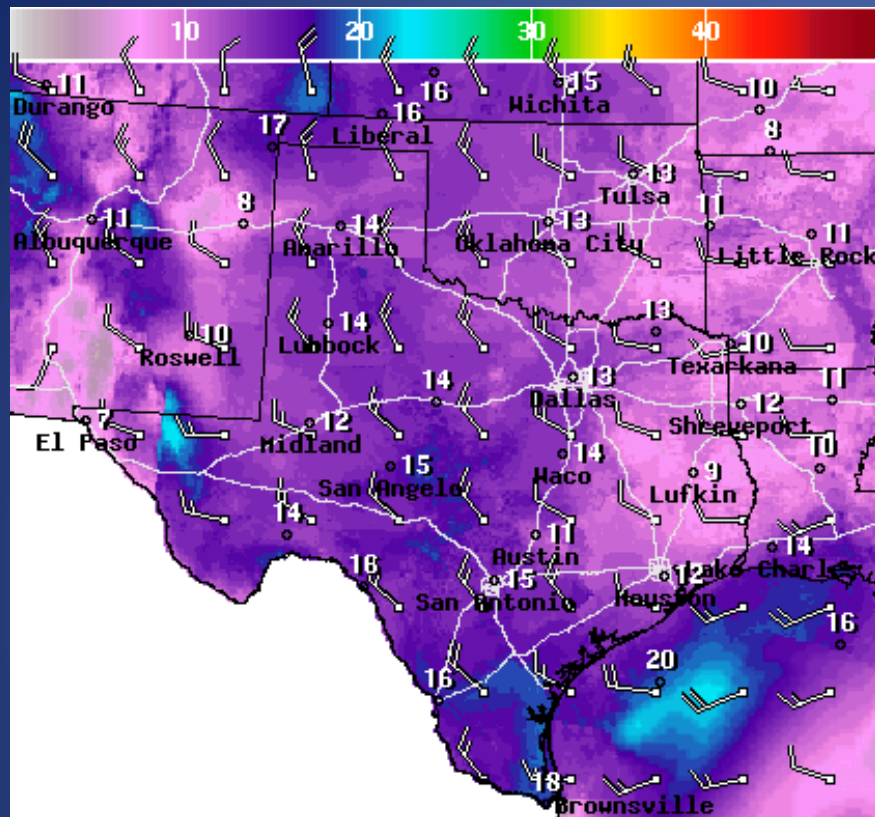 10 20 30 40
11 16 15 10
Durango Wichita
16
Liberal
17 8
13
Tulsa
11 8 14 13 11 11
Albuquerque Amarillo Oklahoma City Little Rock
10 14 13 10
Roswell Lubbock Texarkana
13
Dallas
14 11
7 12 12
El Paso Midland Shreveport
15 14 9 10
San Angelo Waco Lufkin
14 11 14
Austin Lake Charles
16 15 12
San Antonio Houston
16
16 20
18
Brownsville